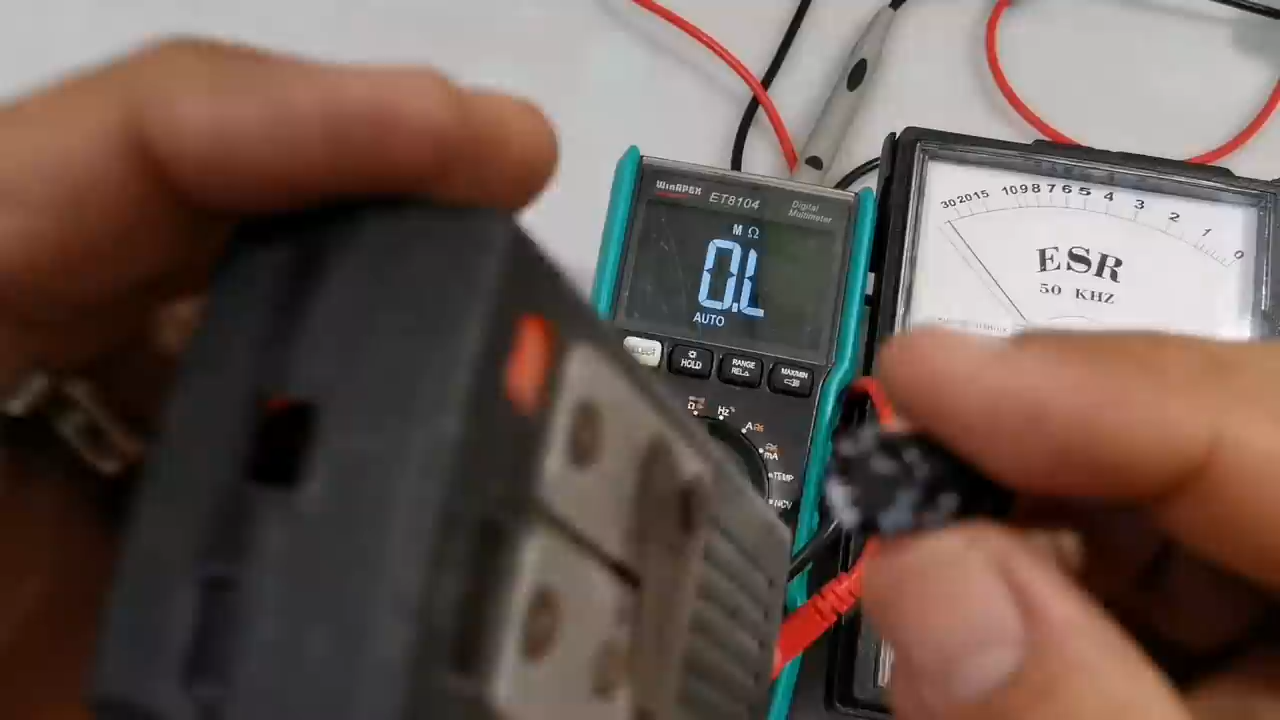 WINAPEX
ET8104
Digital
Multimeter
M Ω
0.L
AUTO
HOLD
RANGE
REL△
MAX/MIN
Ω
Hz
A
mA
TEMP
NCV
30 20 15 10 9 8 7 6 5 4 3 2 1 0
ESR
50 KHZ